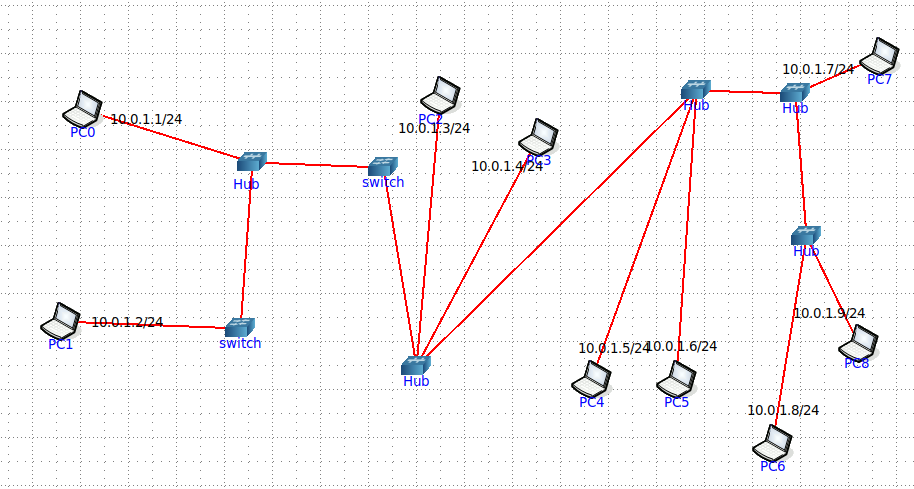 10.0.1.7/24
PC7
Hub
Hub
10.0.1.1/24
PC0
PC2
10.0.1.3/24
PC3
10.0.1.4/24
Hub
switch
Hub
10.0.1.2/24
PC1
switch
10.0.1.9/24
PC8
10.0.1.5/24
10.0.1.6/24
Hub
PC4
PC5
10.0.1.8/24
PC6